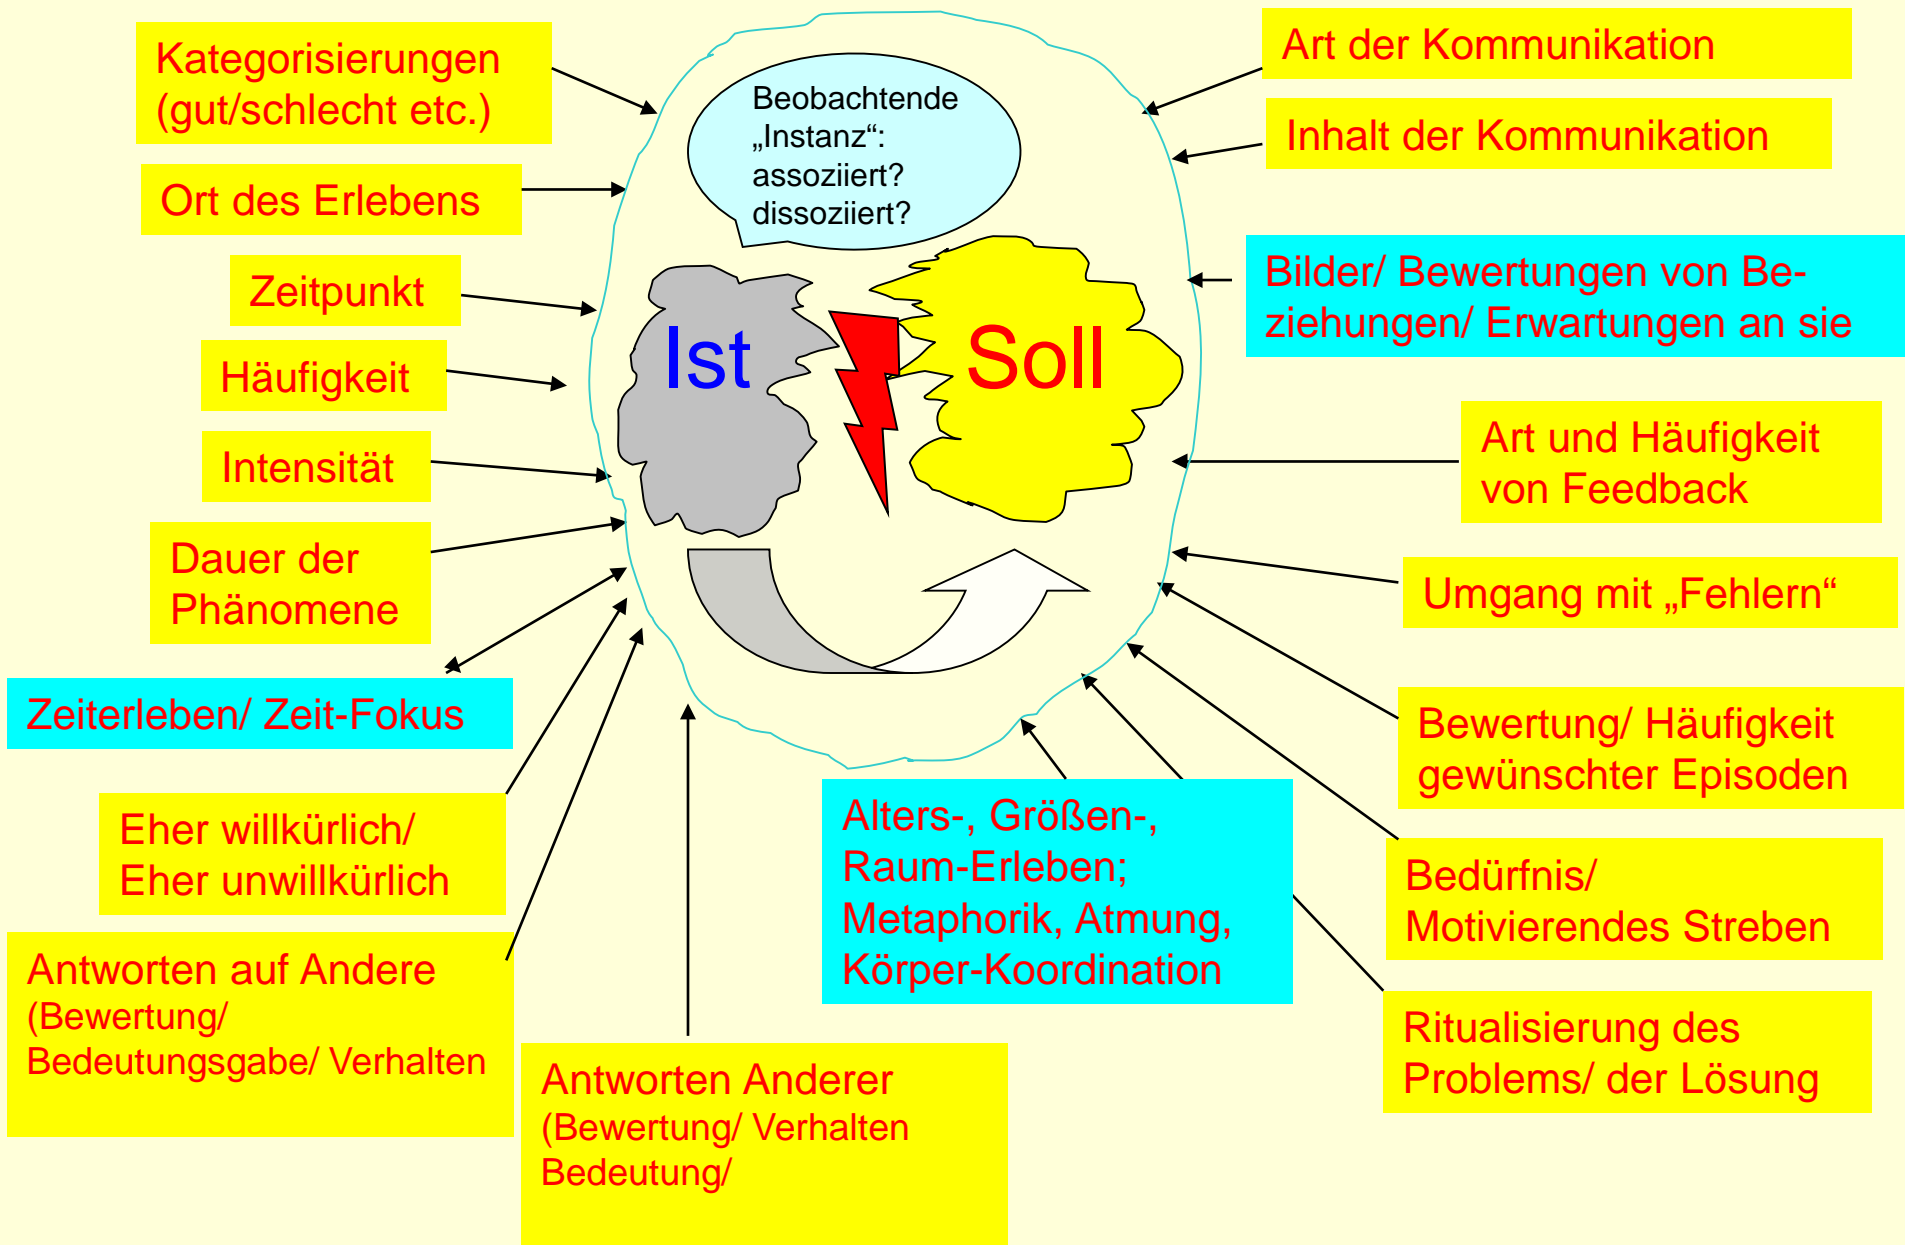 Kategorisierungen
(gut/schlecht etc.)
Ort des Erlebens
Zeitpunkt
Häufigkeit
Intensität
Dauer der
Phänomene
Zeiterleben/ Zeit-Fokus
Eher willkürlich/
Eher unwillkürlich
Antworten auf Andere
(Bewertung/
Bedeutungsgabe/ Verhalten
Beobachtende
„Instanz“:
assoziiert?
dissoziiert?
Ist
Soll
Antworten Anderer
(Bewertung/ Verhalten
Bedeutung/
Alters-, Größen-,
Raum-Erleben;
Metaphorik, Atmung,
Körper-Koordination
Art der Kommunikation
Inhalt der Kommunikation
Bilder/ Bewertungen von Be-
ziehungen/ Erwartungen an sie
Art und Häufigkeit
von Feedback
Umgang mit „Fehlern“
Bewertung/ Häufigkeit
gewünschter Episoden
Bedürfnis/
Motivierendes Streben
Ritualisierung des
Problems/ der Lösung